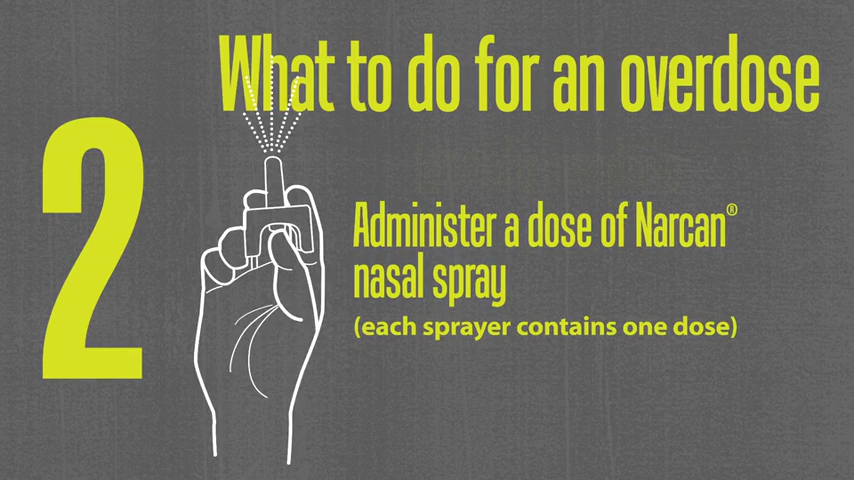 What to do for an overdose
2
Administer a dose of Narcan®
nasal spray
(each sprayer contains one dose)